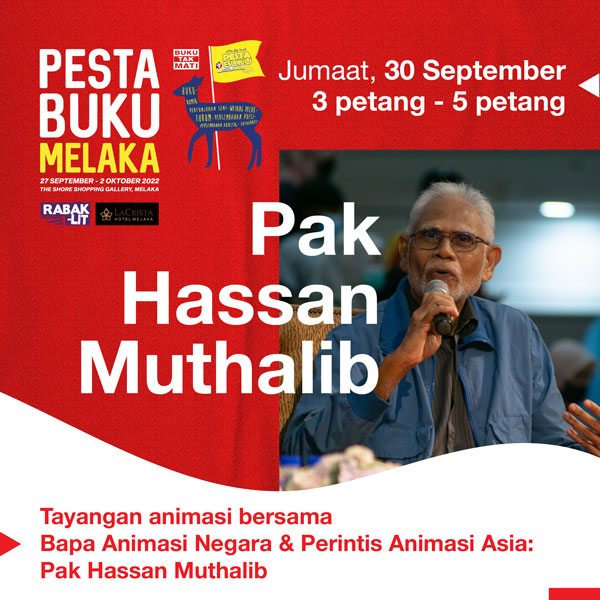 PESTA
BUKU
MELAKA
27 SEPTEMBER - 2 OKTOBER 2022
THE SHORE SHOPPING GALLERY, MELAKA
RABAK
-LIT
LACRISTA
HOTEL MELAKA
BUKU
TAK
MATI
PESTA
BUKU
Jumaat, 30 September
3 petang - 5 petang
Pak
Hassan
Muthalib
Tayangan animasi bersama
Bapa Animasi Negara & Perintis Animasi Asia:
Pak Hassan Muthalib